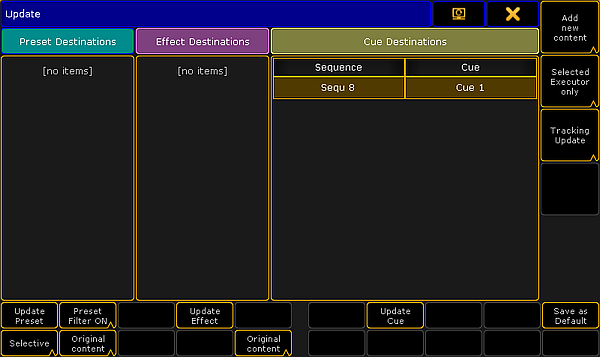 Update
Add
new
content
Preset Destinations
Effect Destinations
Cue Destinations
[no items]
[no items]
Sequence
Cue
Sequ 8
Cue 1
Selected
Executor
only
Tracking
Update
Update
Preset
Preset
Filter ON
Update
Effect
Update
Cue
Save as
Default
Selective
Original
content
Original
content